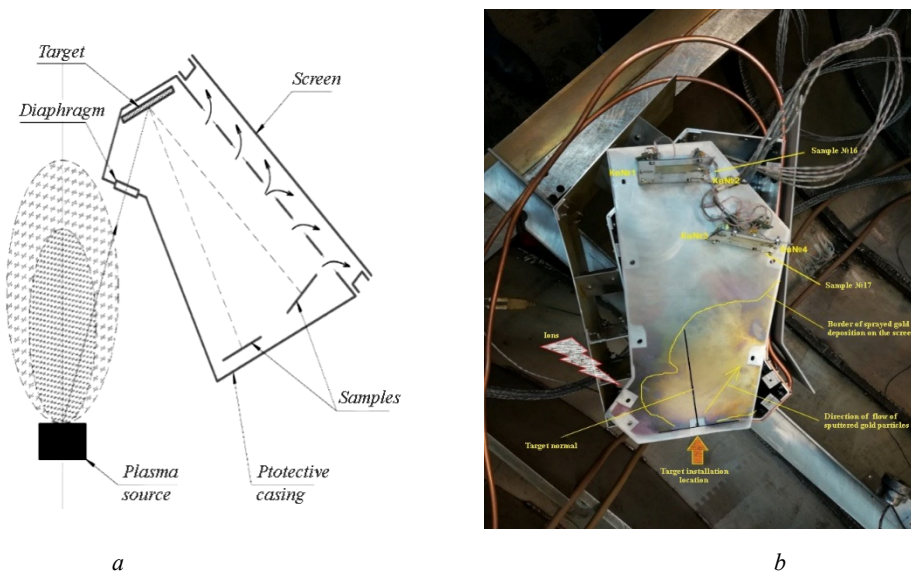 Target
Diaphragm
Screen
Samples
Plasma
source
Ptotective
casing
a
Sample №16
Sample №17
Border of sprayed gold
deposition on the screen
Ions
Direction of flow of
sputtered gold particles
Target normal
Target installation
location
b